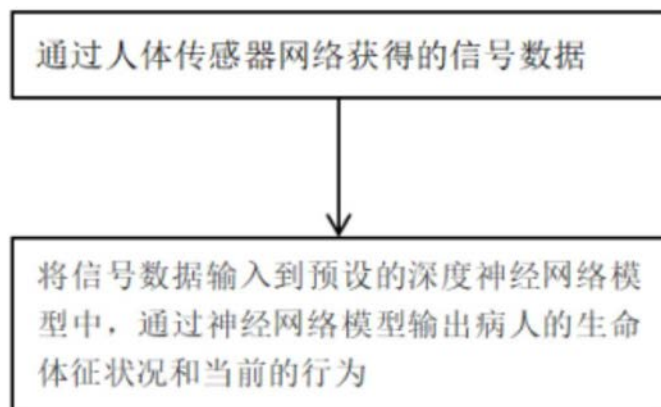 通过人体传感器网络获得的信号数据
将信号数据输入到预设的深度神经网络模
型中，通过神经网络模型输出病人的生命
体征状况和当前的行为